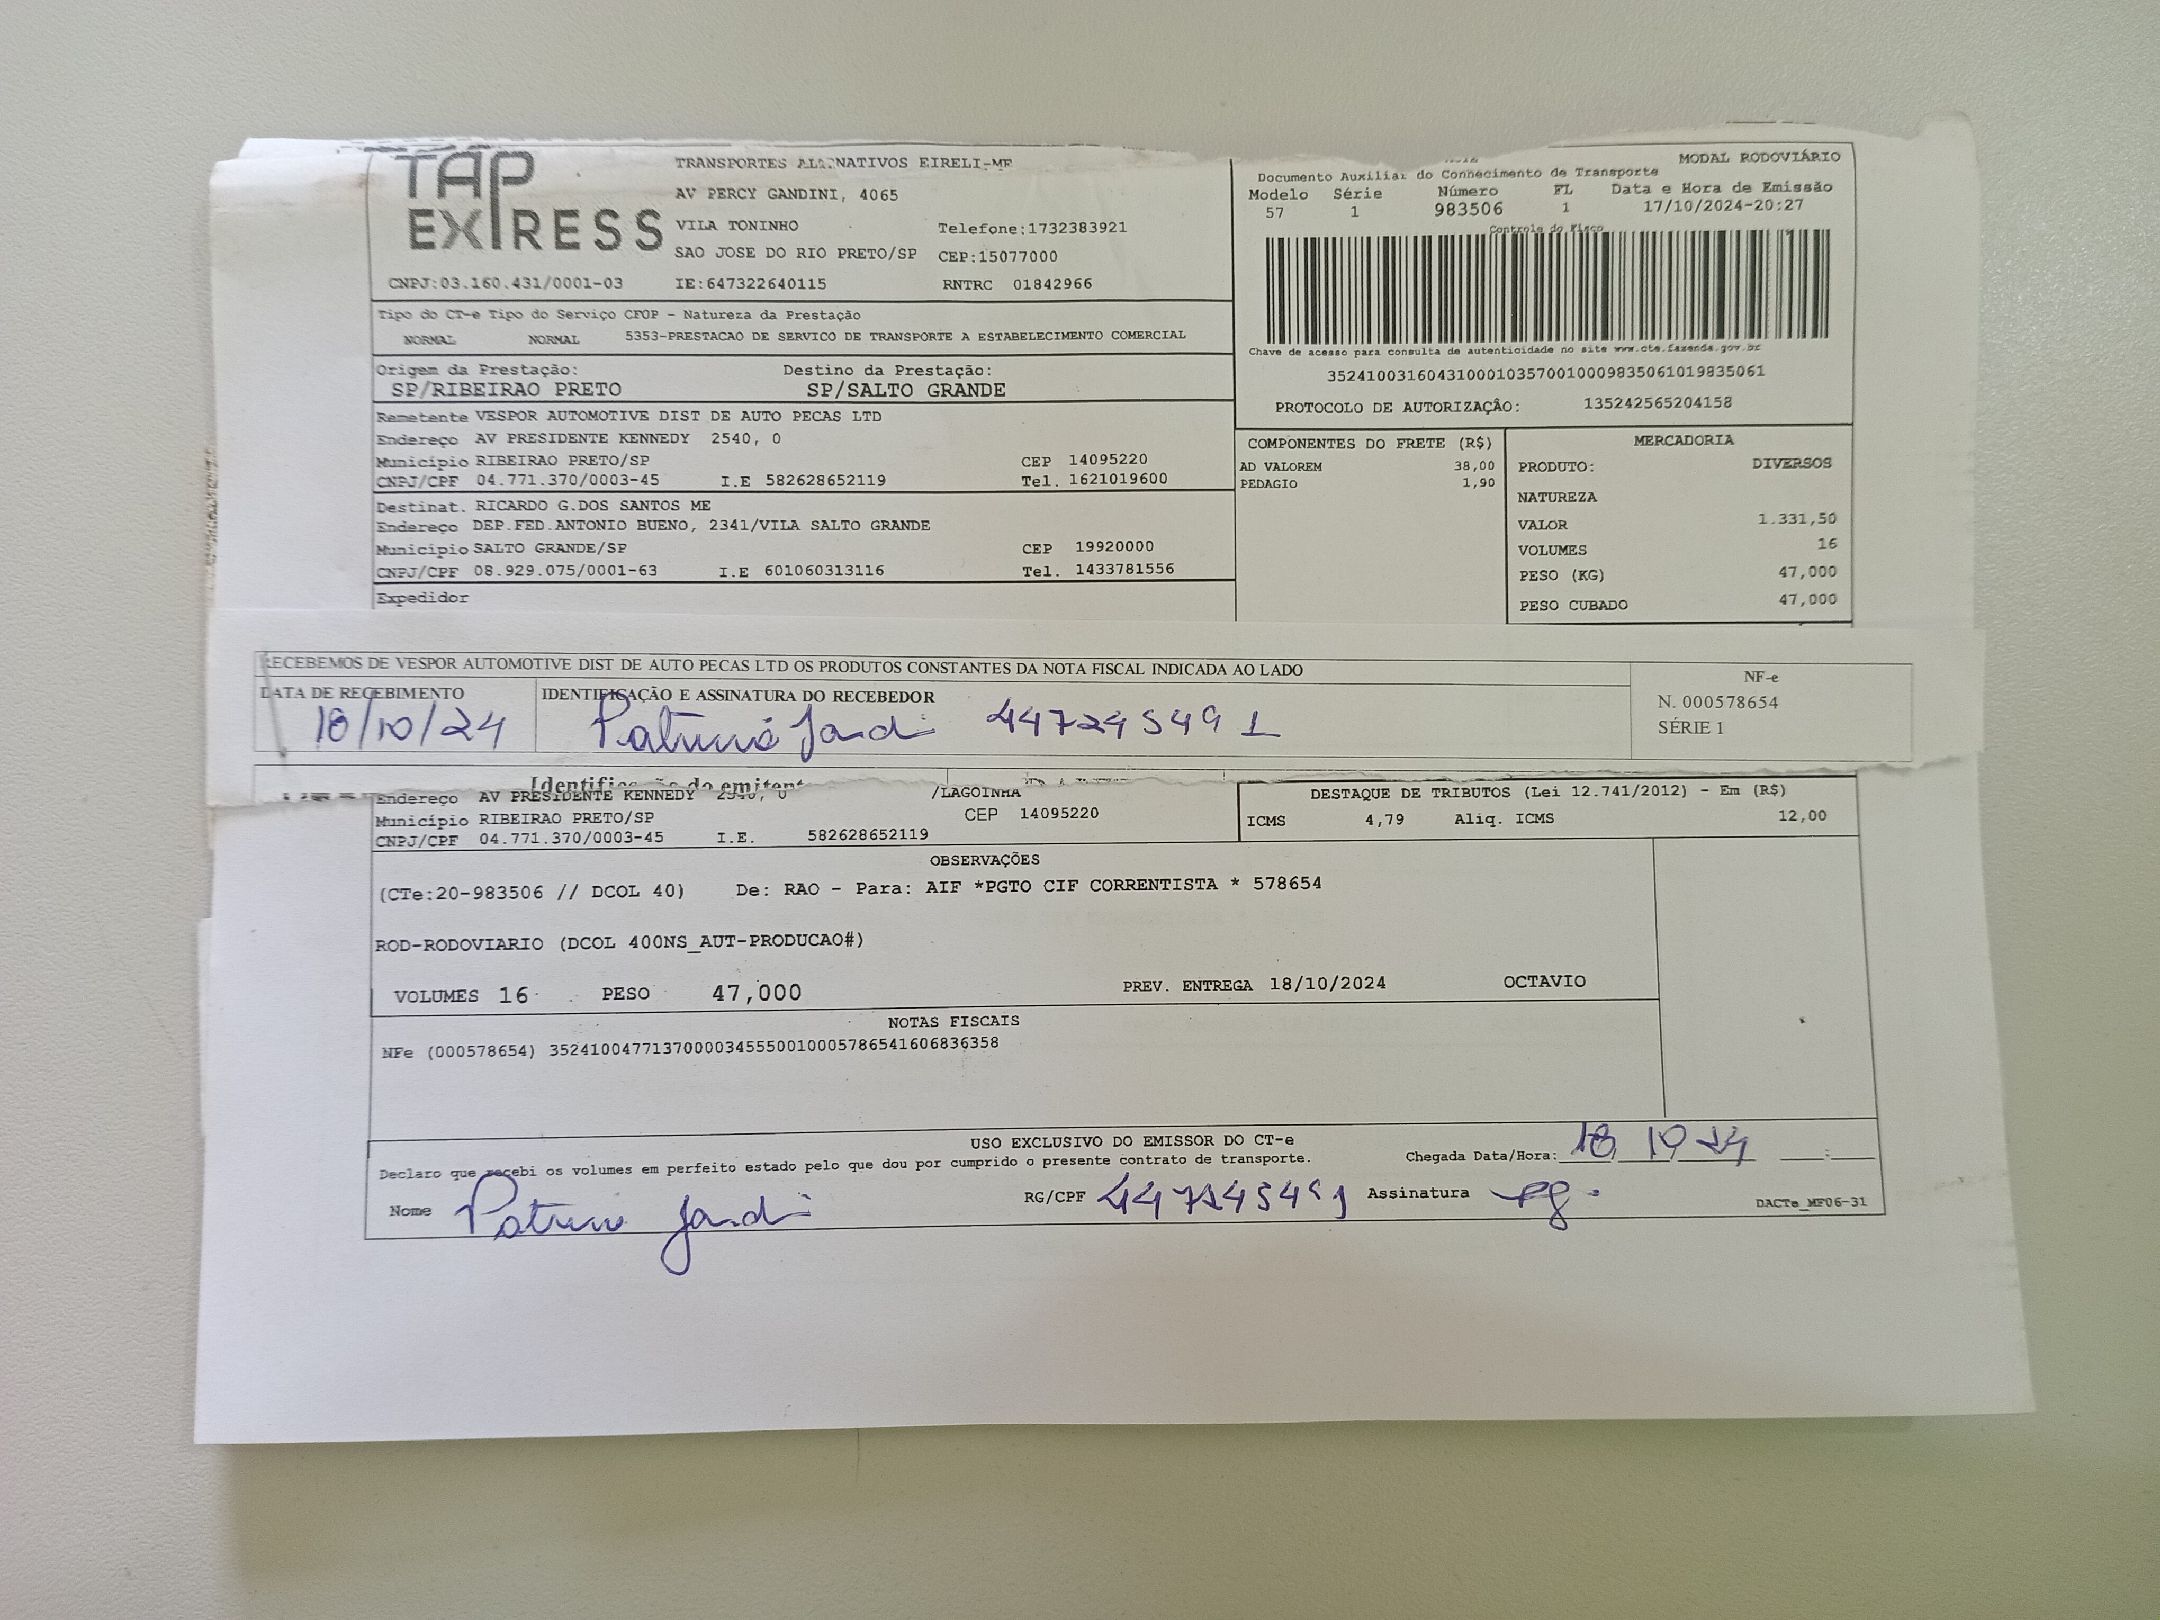 TAP
EXPRESS
TRANSPORTES NATIVOS EIRELI-ME
AV PERCY GANDINI, 4065
VILA TONINHO
Telefone:1732383921
SAO JOSE DO RIO PRETO/SP
CEP:15077000
CNPJ:03.160.431/0001-03
IE:647322640115
RNTRC 01842966
MODAL RODOVIÁRIO
Documento Auxiliar do Conhecimento de Transporte
Modelo Série Número FL Data e Hora de Emissão
57 1 983506 1 17/10/2024-20:27
Controle do Fisco
Chave de acesso para consulta de autenticidade no site www.cte.fazenda.gov.br
35241003160431000103570010009835061019835061
PROTOCOLO DE AUTORIZAÇÃO: 135242565204158
Tipo do CT-e Tipo do Serviço CFOP - Natureza da Prestação
NORMAL NORMAL 5353-PRESTACAO DE SERVICO DE TRANSPORTE A ESTABELECIMENTO COMERCIAL
Origem da Prestação: Destino da Prestação:
SP/RIBEIRAO PRETO SP/SALTO GRANDE
Remetente VESPOR AUTOMOTIVE DIST DE AUTO PECAS LTD
Endereço AV PRESIDENTE KENNEDY 2540, 0
Município RIBEIRAO PRETO/SP CEP 14095220
CNPJ/CPF 04.771.370/0003-45 I.E 582628652119 Tel. 1621019600
Destinat. RICARDO G.DOS SANTOS ME
Endereço DEP.FED.ANTONIO BUENO, 2341/VILA SALTO GRANDE
Município SALTO GRANDE/SP CEP 19920000
CNPJ/CPF 08.929.075/0001-63 I.E 601060313116 Tel. 1433781556
Expedidor
COMPONENTES DO FRETE (R$)
AD VALOREM 38,00
PEDAGIO 1,90
MERCADORIA
PRODUTO: DIVERSOS
NATUREZA
VALOR 1.331,50
VOLUMES 16
PESO (KG) 47,000
PESO CUBADO 47,000
RECEBEMOS DE VESPOR AUTOMOTIVE DIST DE AUTO PECAS LTD OS PRODUTOS CONSTANTES DA NOTA FISCAL INDICADA AO LADO
DATA DE RECEBIMENTO
18/10/24
IDENTIFICAÇÃO E ASSINATURA DO RECEBEDOR
447245491
NF-e
N. 000578654
SÉRIE 1
Identificação do emitente
Endereço AV PRESIDENTE KENNEDY 2540, 0 /LAGOINHA
Município RIBEIRAO PRETO/SP CEP 14095220
CNPJ/CPF 04.771.370/0003-45 I.E. 582628652119
DESTAQUE DE TRIBUTOS (Lei 12.741/2012) - Em (R$)
ICMS 4,79 Aliq. ICMS 12,00
OBSERVAÇÕES
(CTe:20-983506 // DCOL 40) De: RAO - Para: AIF *PGTO CIF CORRENTISTA * 578654
ROD-RODOVIARIO (DCOL 400NS_AUT-PRODUCAO#)
VOLUMES 16 PESO 47,000 PREV. ENTREGA 18/10/2024 OCTAVIO
NOTAS FISCAIS
NFe (000578654) 35241004771370000345550010005786541606836358
USO EXCLUSIVO DO EMISSOR DO CT-e
Declaro que recebi os volumes em perfeito estado pelo que dou por cumprido o presente contrato de transporte.
Chegada Data/Hora: 18 10 24 :
Nome
RG/CPF 447245491 Assinatura
DACTe_MF06-31